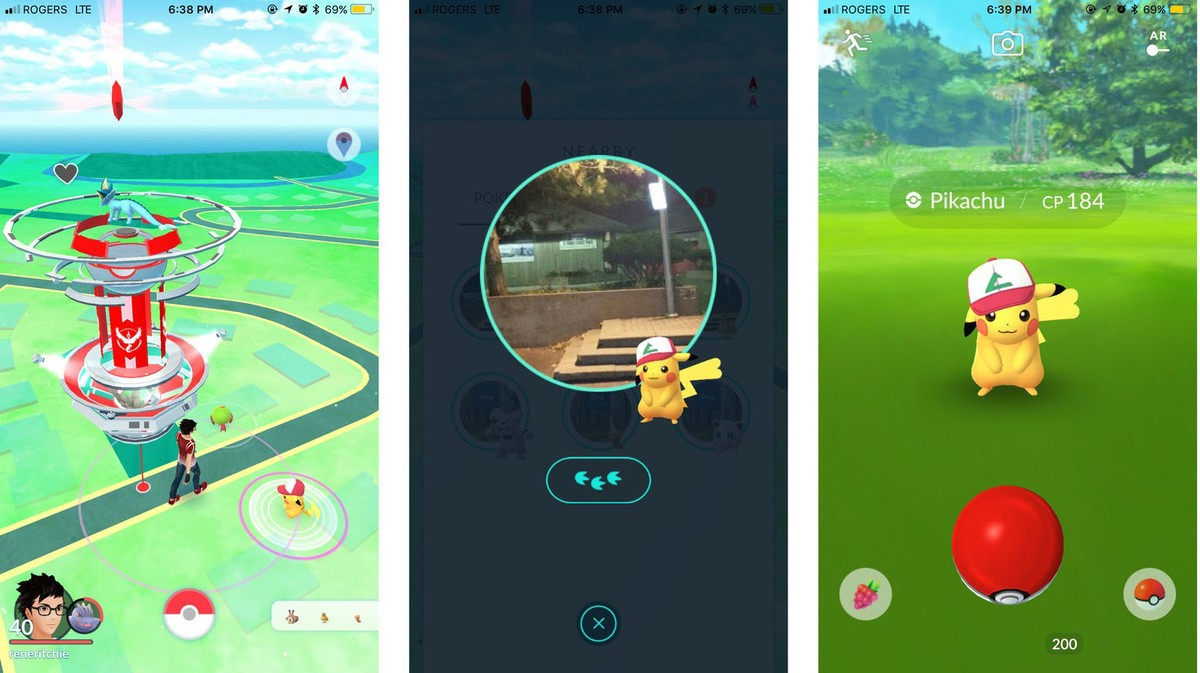 ROGERS LTE 6:38 PM 69%
40
reneritchie
ROGERS LTE 6:38 PM 69%
NEARBY
POK
ROGERS LTE 6:39 PM 69%
AR
Pikachu / CP 184
200